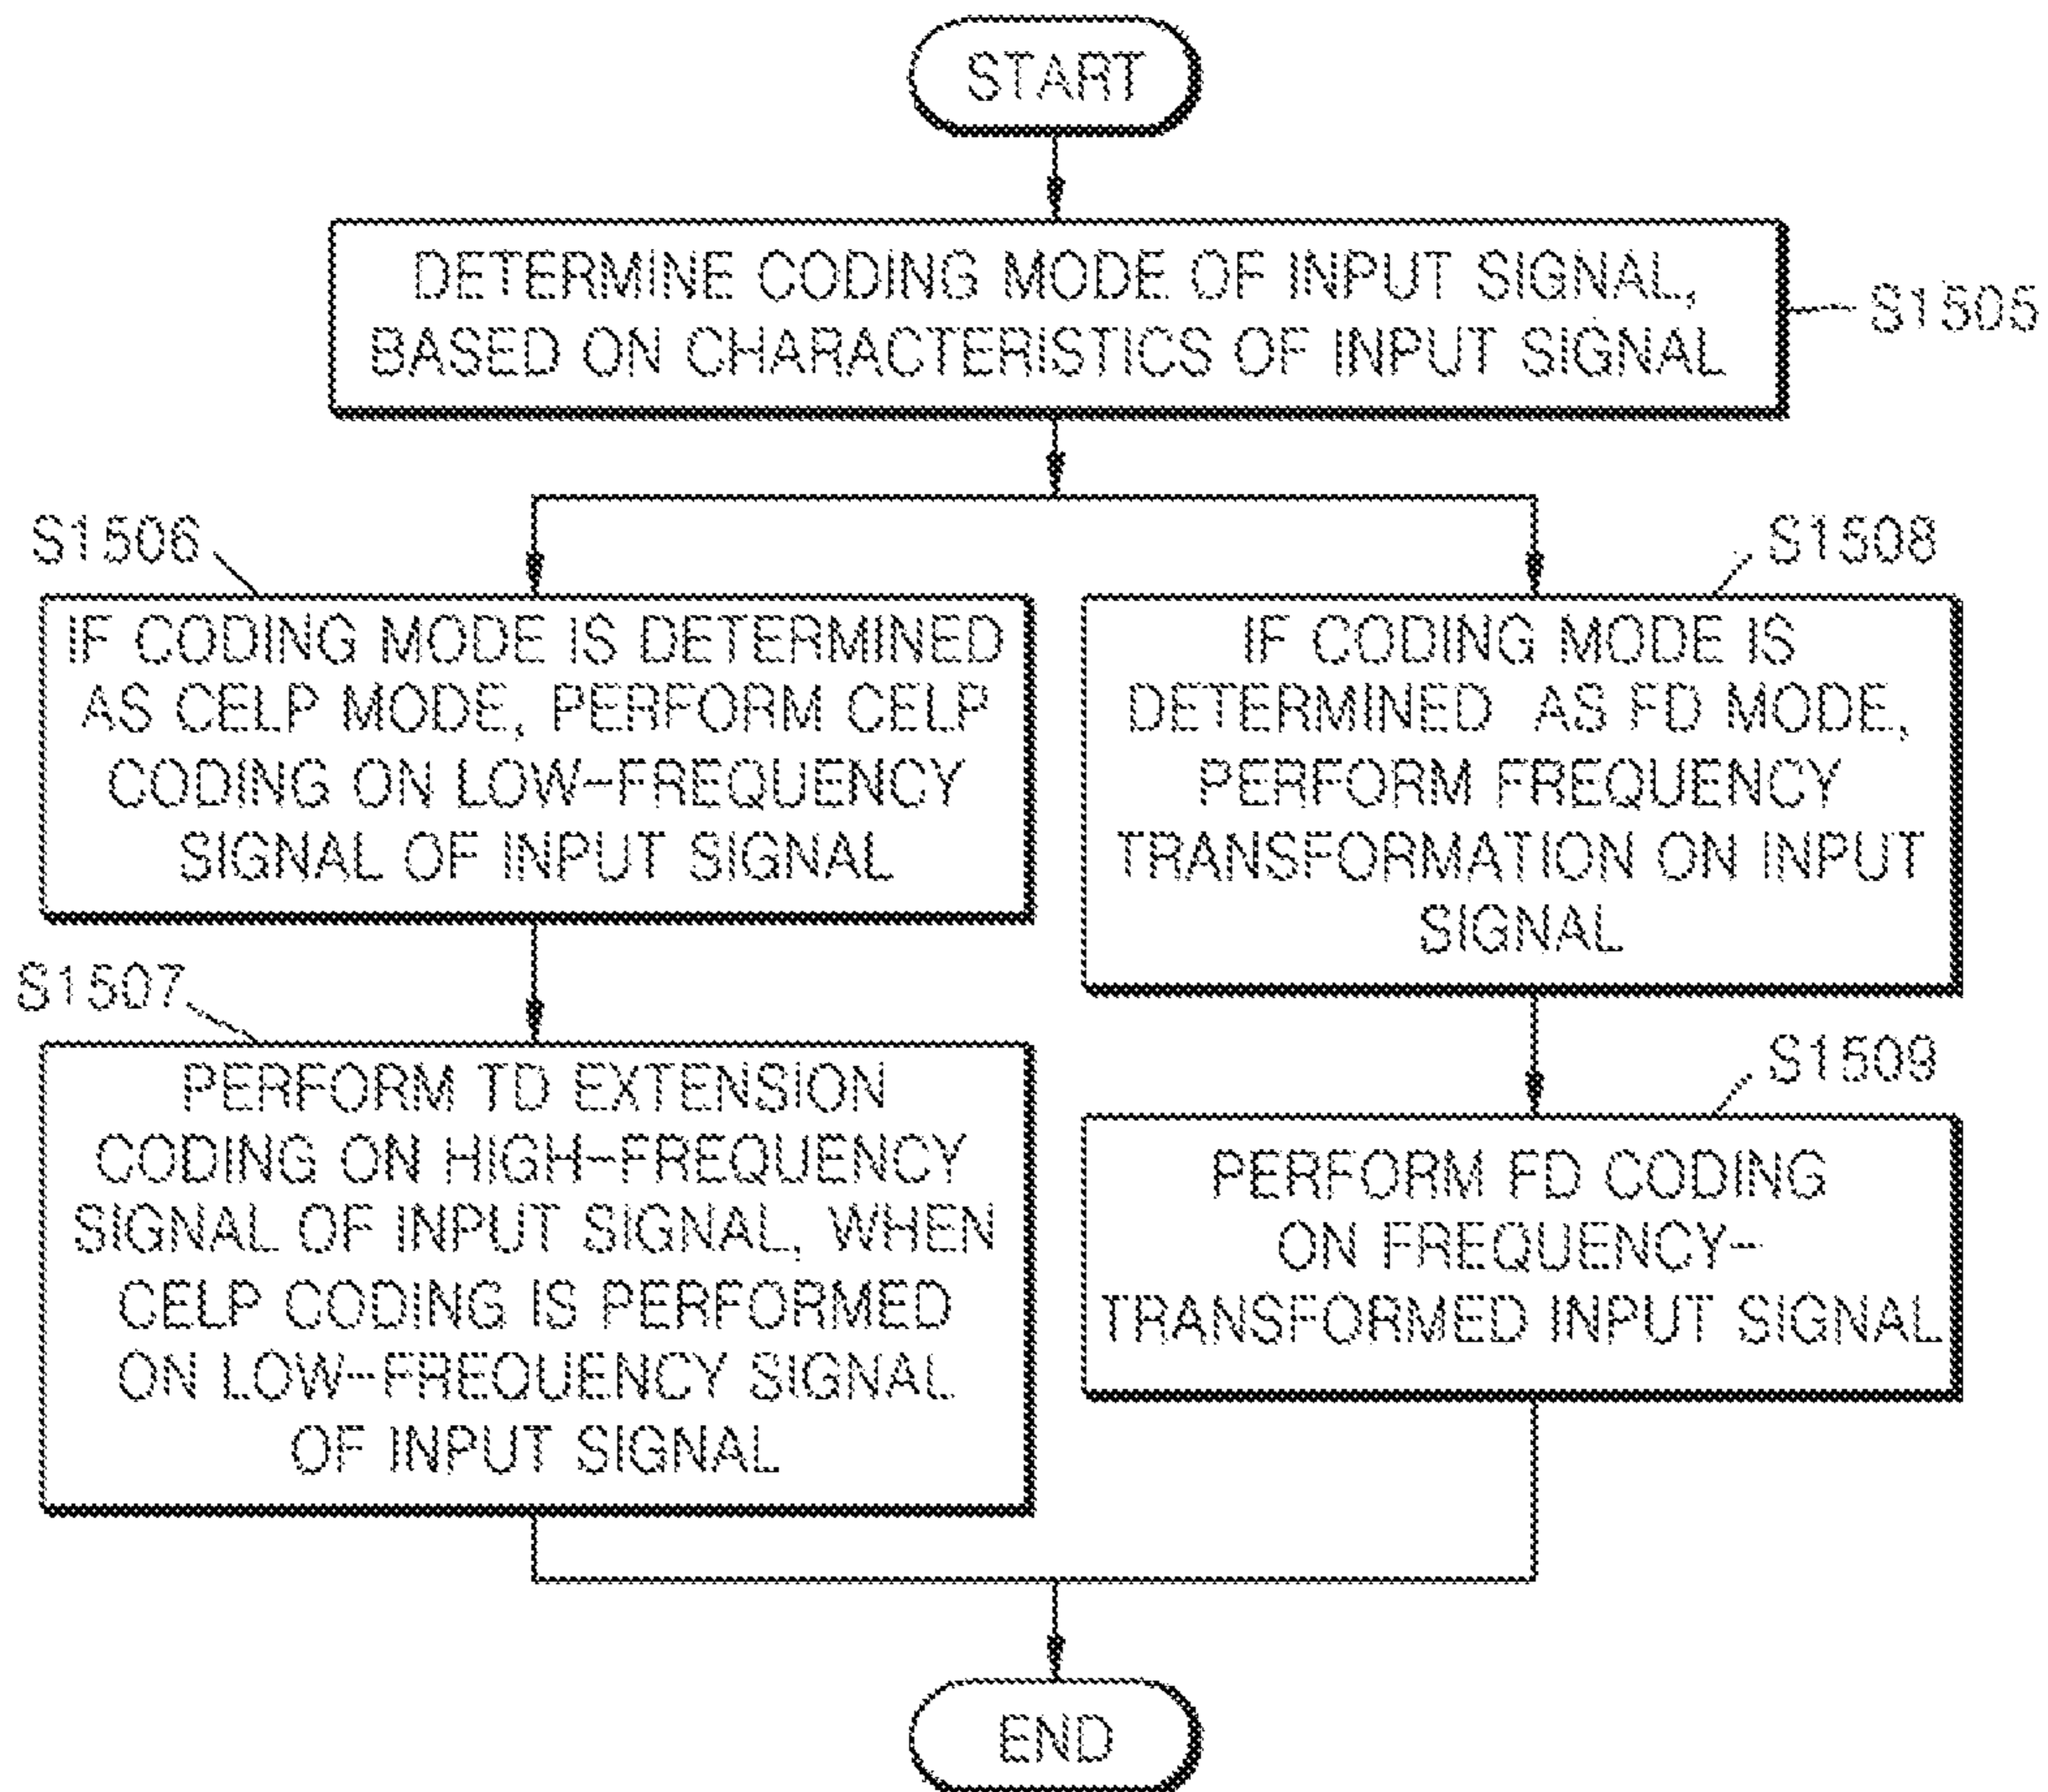 START
DETERMINE CODING MODE OF INPUT SIGNAL,
BASED ON CHARACTERISTICS OF INPUT SIGNAL
S1505
S1506
IF CODING MODE IS DETERMINED
AS CELP MODE, PERFORM CELP
CODING ON LOW-FREQUENCY
SIGNAL OF INPUT SIGNAL
S1507
PERFORM TD EXTENSION
CODING ON HIGH-FREQUENCY
SIGNAL OF INPUT SIGNAL, WHEN
CELP CODING IS PERFORMED
ON LOW-FREQUENCY SIGNAL
OF INPUT SIGNAL
S1508
IF CODING MODE IS
DETERMINED AS FD MODE,
PERFORM FREQUENCY
TRANSFORMATION ON INPUT
SIGNAL
S1509
PERFORM FD CODING
ON FREQUENCY-
TRANSFORMED INPUT SIGNAL
END